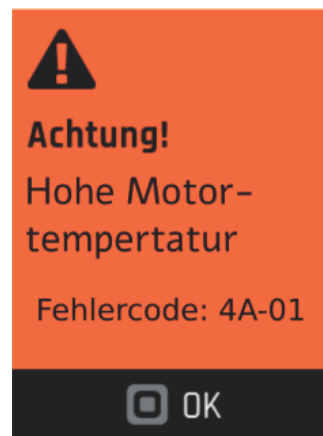 Achtung!
Hohe Motor-
tempertatur
Fehlercode: 4A-01
OK